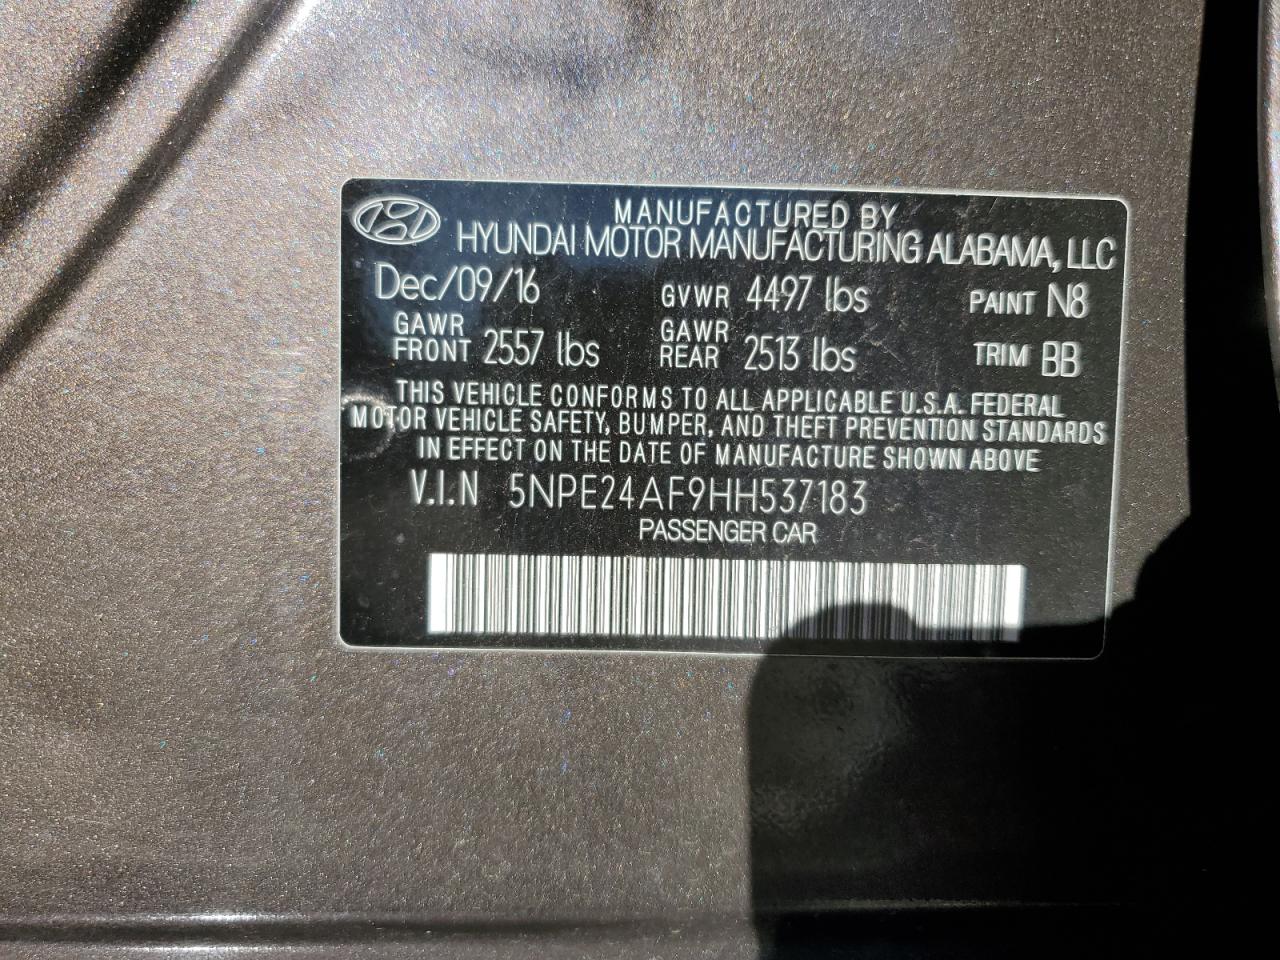 MANUFACTURED BY
HYUNDAI MOTOR MANUFACTURING ALABAMA, LLC
Dec/09/16 GVWR 4497 lbs PAINT N8
GAWR FRONT 2557 lbs GAWR REAR 2513 lbs TRIM BB
THIS VEHICLE CONFORMS TO ALL APPLICABLE U.S.A. FEDERAL
MOTOR VEHICLE SAFETY, BUMPER, AND THEFT PREVENTION STANDARDS
IN EFFECT ON THE DATE OF MANUFACTURE SHOWN ABOVE
V.I.N 5NPE24AF9HH537183
PASSENGER CAR